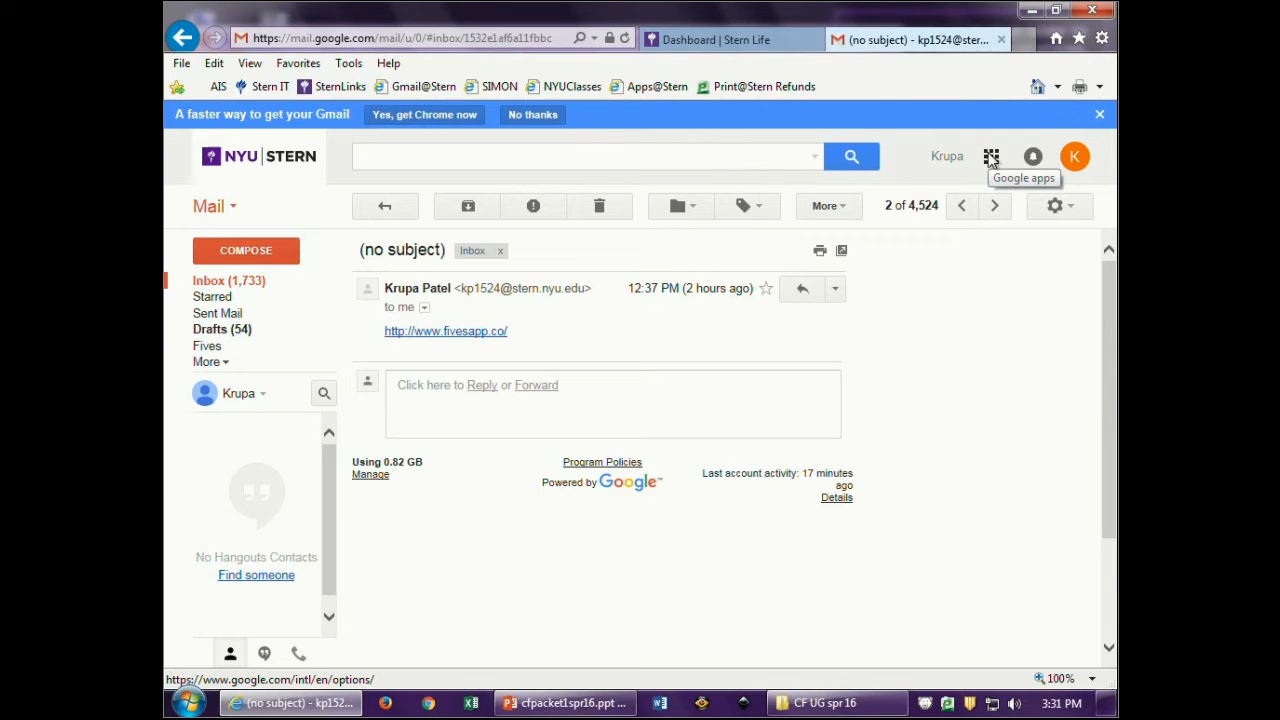 https://mail.google.com/mail/u/0/#inbox/1532e1af6a11fbbc
Dashboard | Stern Life
(no subject) - kp1524@ster...
File Edit View Favorites Tools Help
AIS Stern IT SternLinks Gmail@Stern SIMON NYUClasses Apps@Stern Print@Stern Refunds
A faster way to get your Gmail Yes, get Chrome now No thanks
NYU | STERN
Krupa K
Google apps
Mail More 2 of 4,524
COMPOSE
(no subject) Inbox x
Inbox (1,733)
Starred
Sent Mail
Drafts (54)
Fives
More
Krupa Patel <kp1524@stern.nyu.edu> 12:37 PM (2 hours ago)
to me
http://www.fivesapp.co/
Krupa
Click here to Reply or Forward
Using 0.82 GB
Manage
Program Policies
Powered by Google™
Last account activity: 17 minutes
ago
Details
No Hangouts Contacts
Find someone
https://www.google.com/intl/en/options/
100%
(no subject) - kp152... cfpacket1spr16.ppt ... CF UG spr 16 3:31 PM